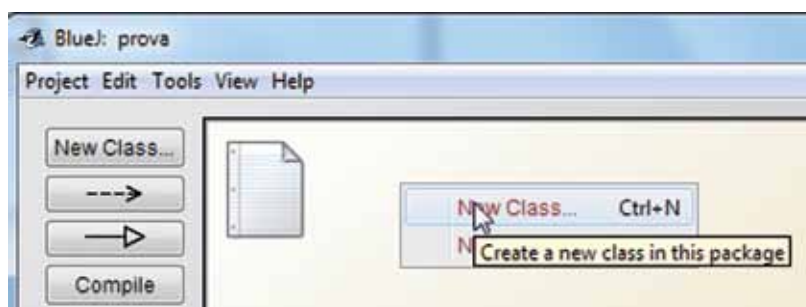 BlueJ: prova
Project Edit Tools View Help
New Class...
New Class... Ctrl+N
Create a new class in this package
Compile